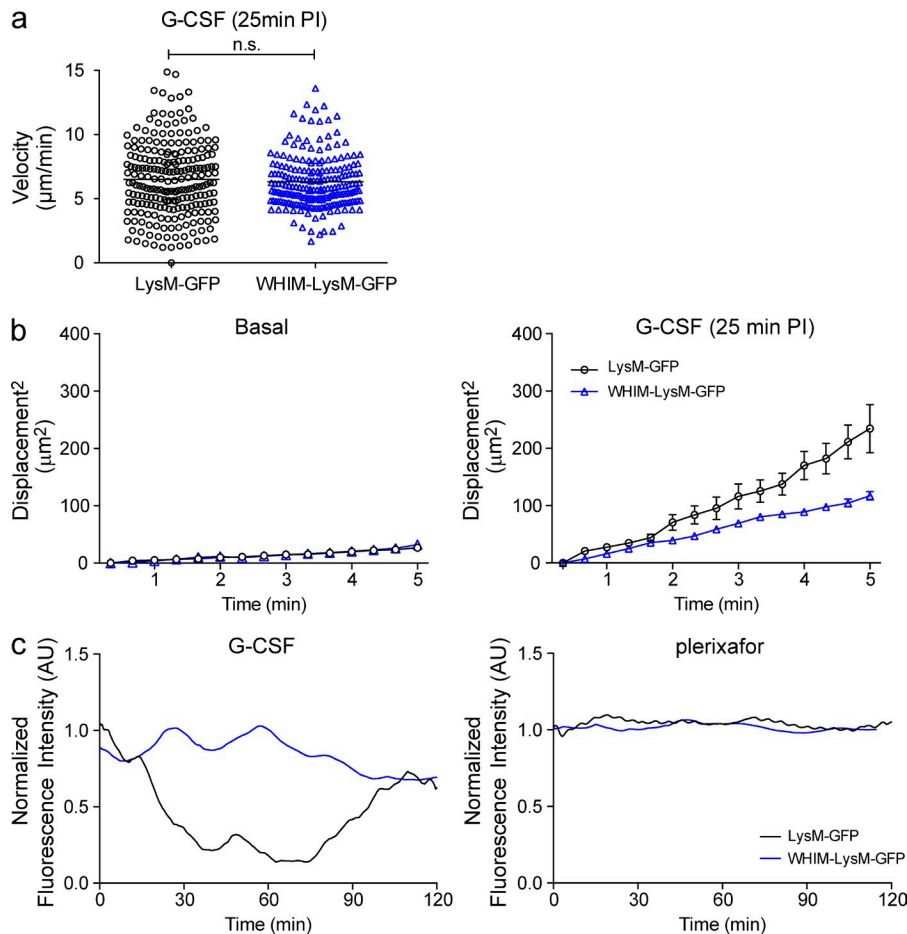 a
G-CSF (25min PI)
n.s.
15
10
5
0
Velocity
(μm/min)
LysM-GFP
WHIM-LysM-GFP
b
Basal
400
300
200
100
0
Displacement²
(μm²)
1 2 3 4 5
Time (min)
G-CSF (25 min PI)
LysM-GFP
WHIM-LysM-GFP
400
300
200
100
0
Displacement²
(μm²)
1 2 3 4 5
Time (min)
c
G-CSF
1.5
1.0
0.5
0.0
Normalized
Fluorescence Intensity (AU)
0 30 60 90 120
Time (min)
plerixafor
1.5
1.0
0.5
0.0
Normalized
Fluorescence Intensity (AU)
LysM-GFP
WHIM-LysM-GFP
0 30 60 90 120
Time (min)